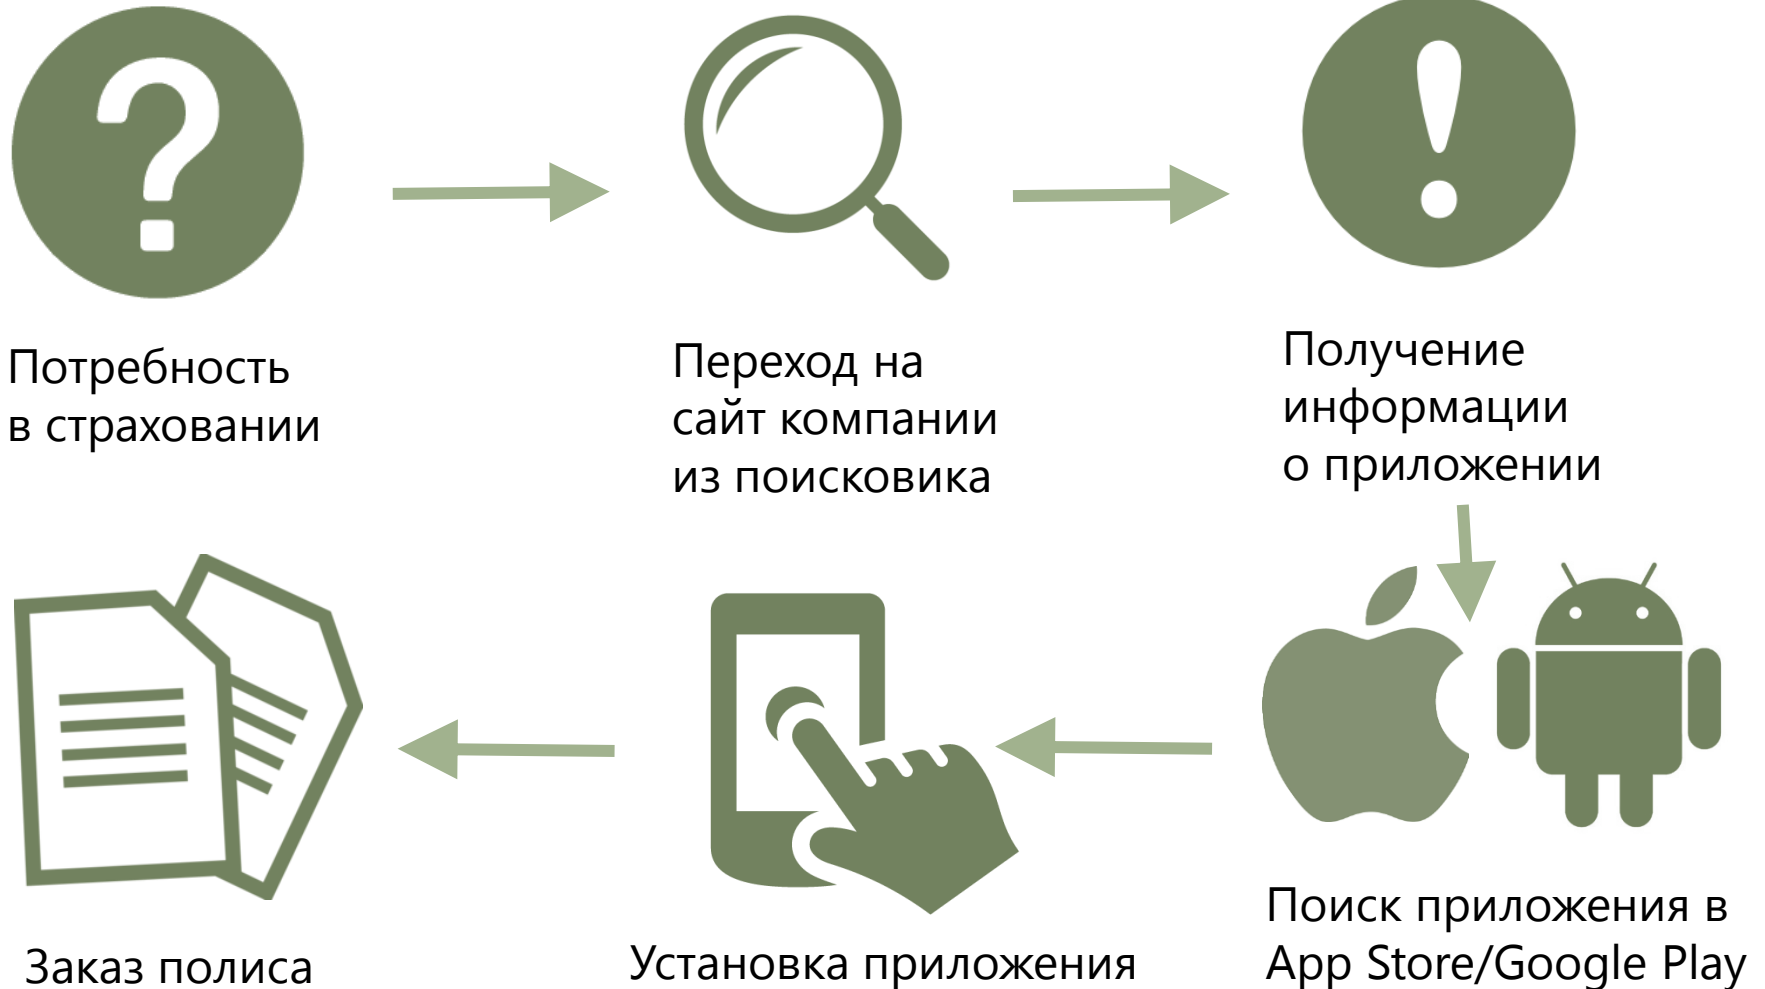 Потребность
в страховании
Переход на
сайт компании
из поисковика
Получение
информации
о приложении
Поиск приложения в
App Store/Google Play
Установка приложения
Заказ полиса